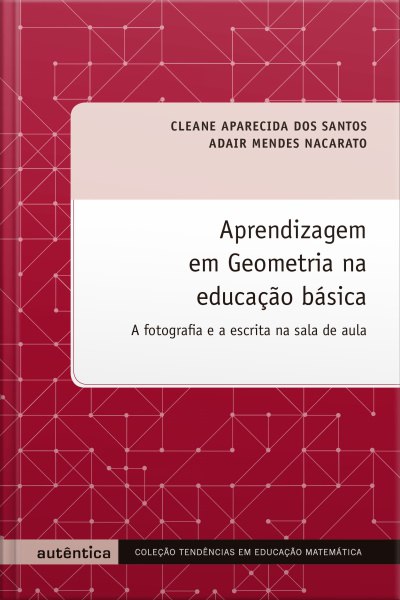 CLEANE APARECIDA DOS SANTOS
ADAIR MENDES NACARATO
Aprendizagem
em Geometria na
educação básica
A fotografia e a escrita na sala de aula
autêntica
COLEÇÃO TENDÊNCIAS EM EDUCAÇÃO MATEMÁTICA